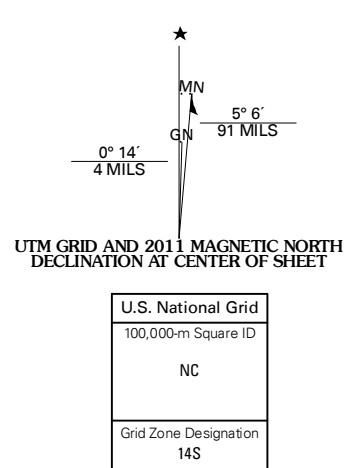 MN
GN
5° 6´
91 MILS
0° 14´
4 MILS
UTM GRID AND 2011 MAGNETIC NORTH
DECLINATION AT CENTER OF SHEET
U.S. National Grid
100,000-m Square ID
NC
Grid Zone Designation
14S